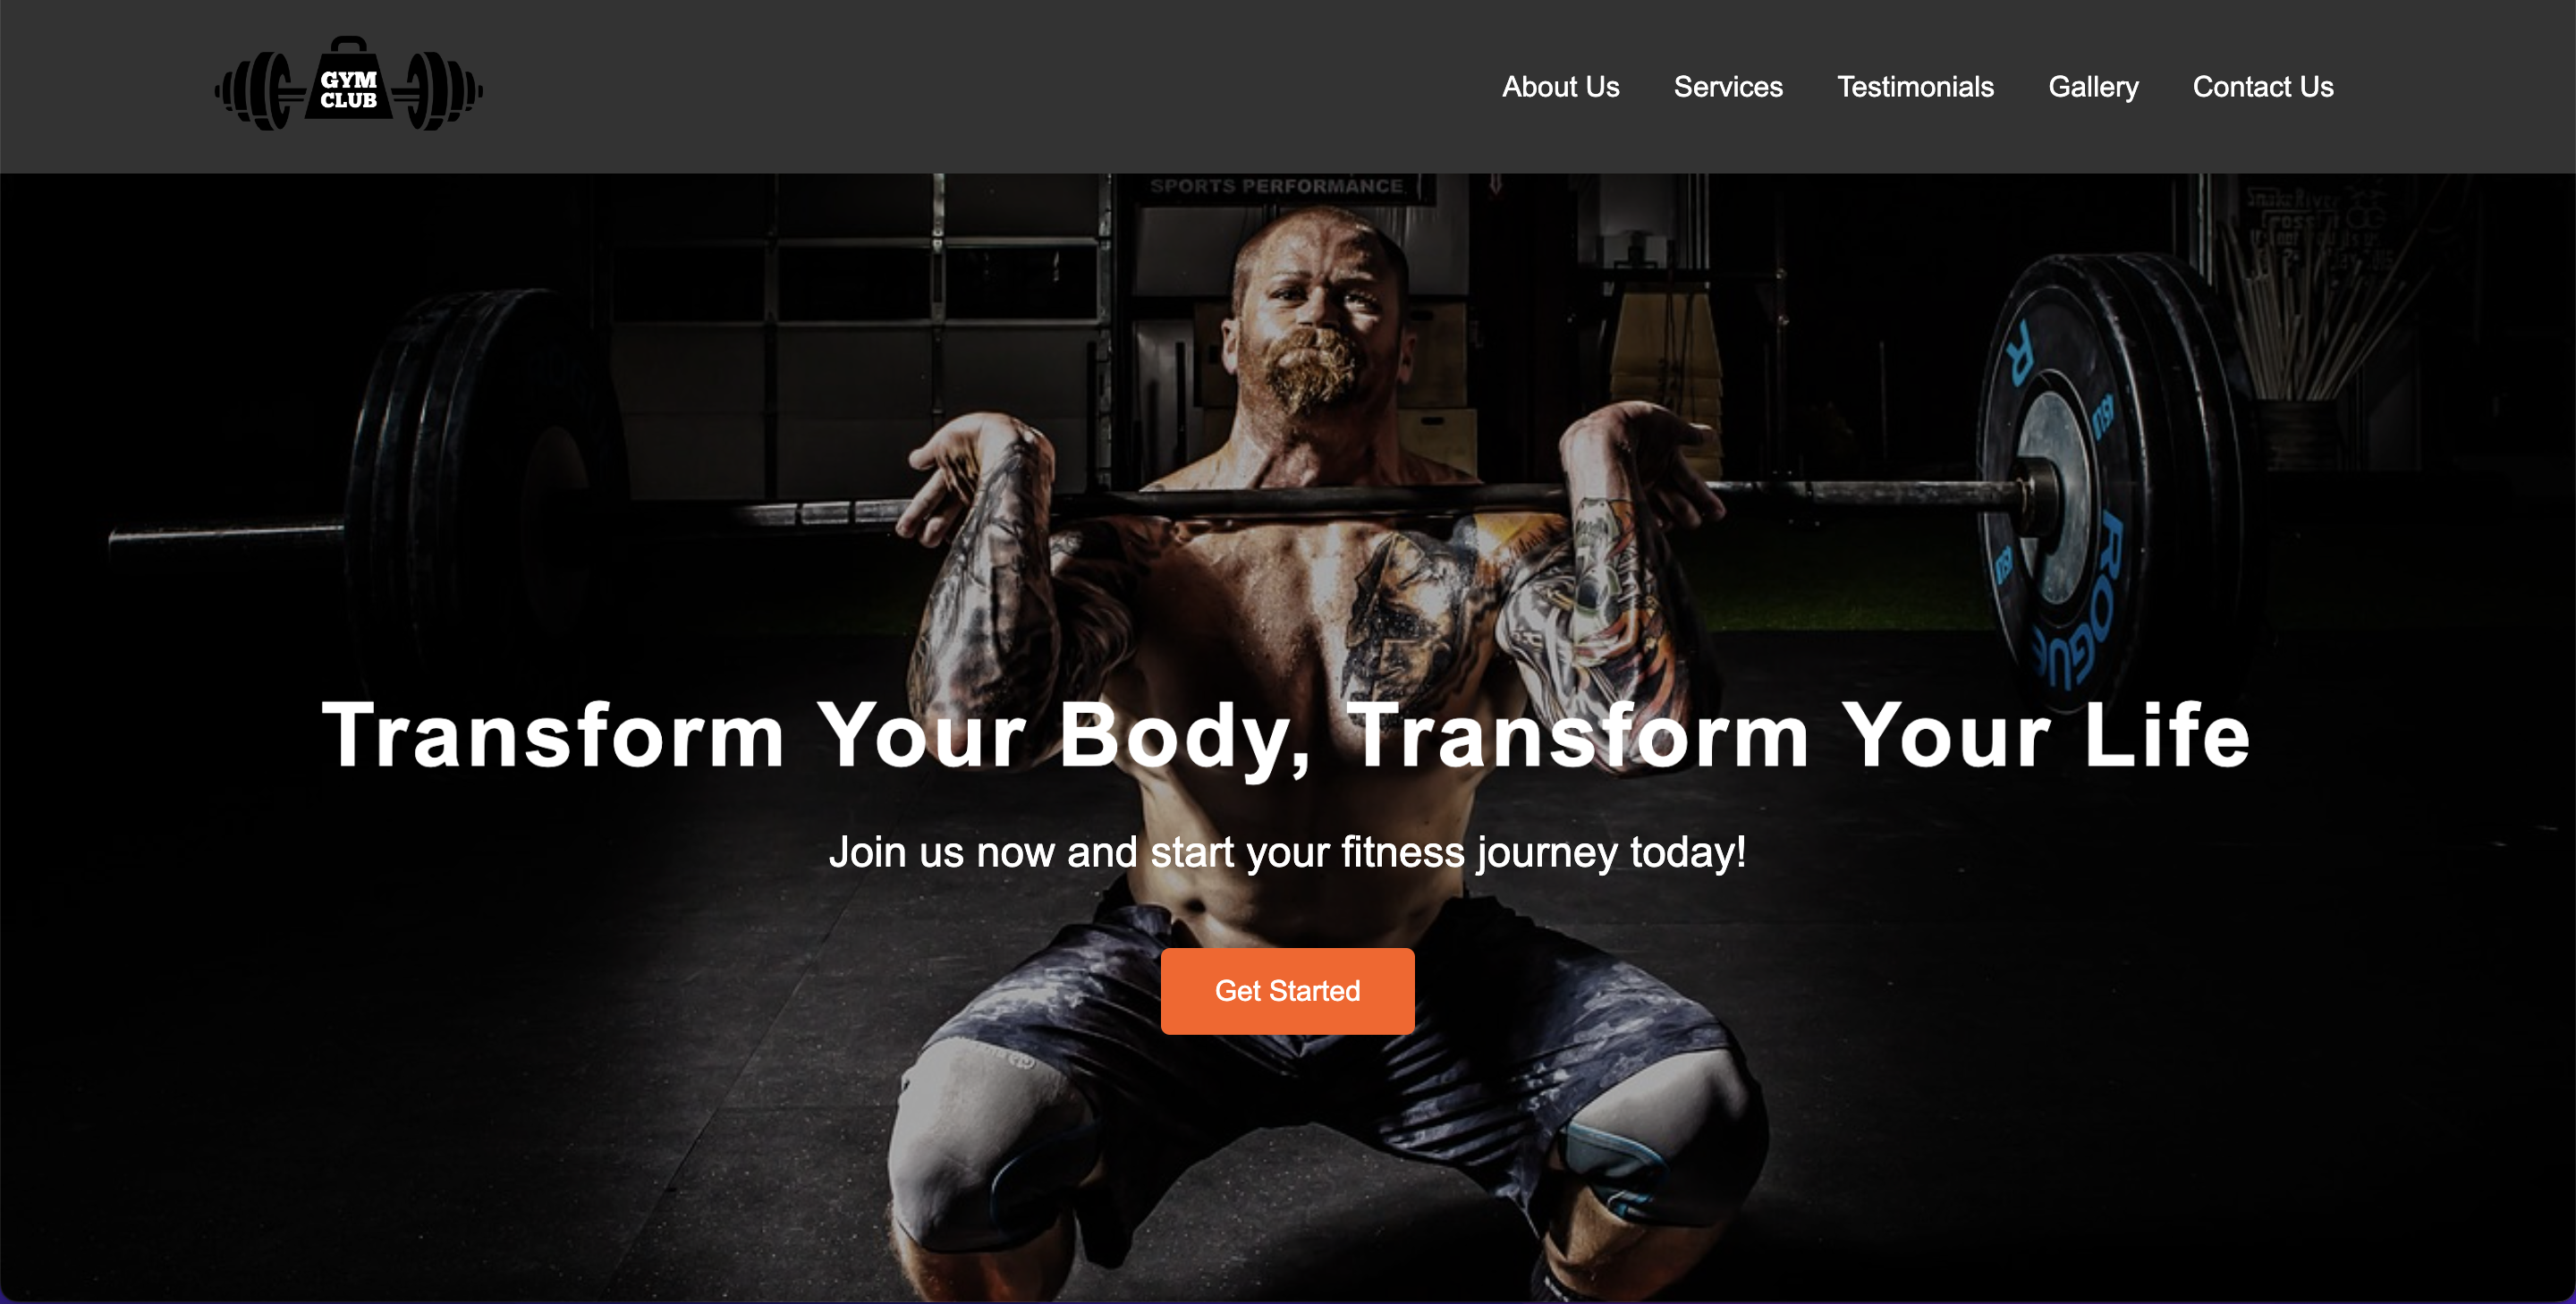 GYM
CLUB
About Us
Services
Testimonials
Gallery
Contact Us
SPORTS PERFORMANCE
R
ROGUE
Transform Your Body, Transform Your Life
Join us now and start your fitness journey today!
Get Started